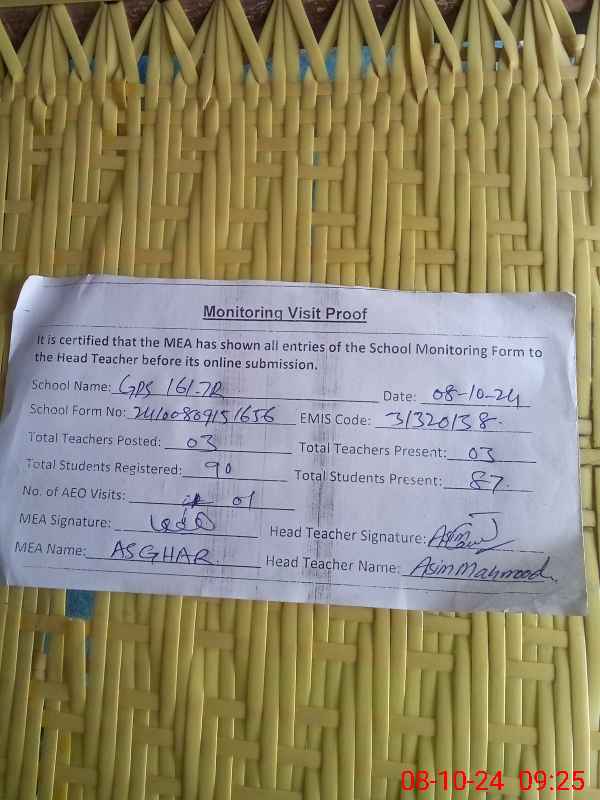 Monitoring Visit Proof
It is certified that the MEA has shown all entries of the School Monitoring Form to
the Head Teacher before its online submission.
School Name: GPS 161.7R Date: 08-10-24
School Form No: 24100809151656 EMIS Code: 31320138.
Total Teachers Posted: 03 Total Teachers Present: 03
Total Students Registered: 90 Total Students Present: 87.
No. of AEO Visits: 01
MEA Signature: Head Teacher Signature:
MEA Name: ASGHAR. Head Teacher Name: Asim Mahmood.
08-10-24 09:25